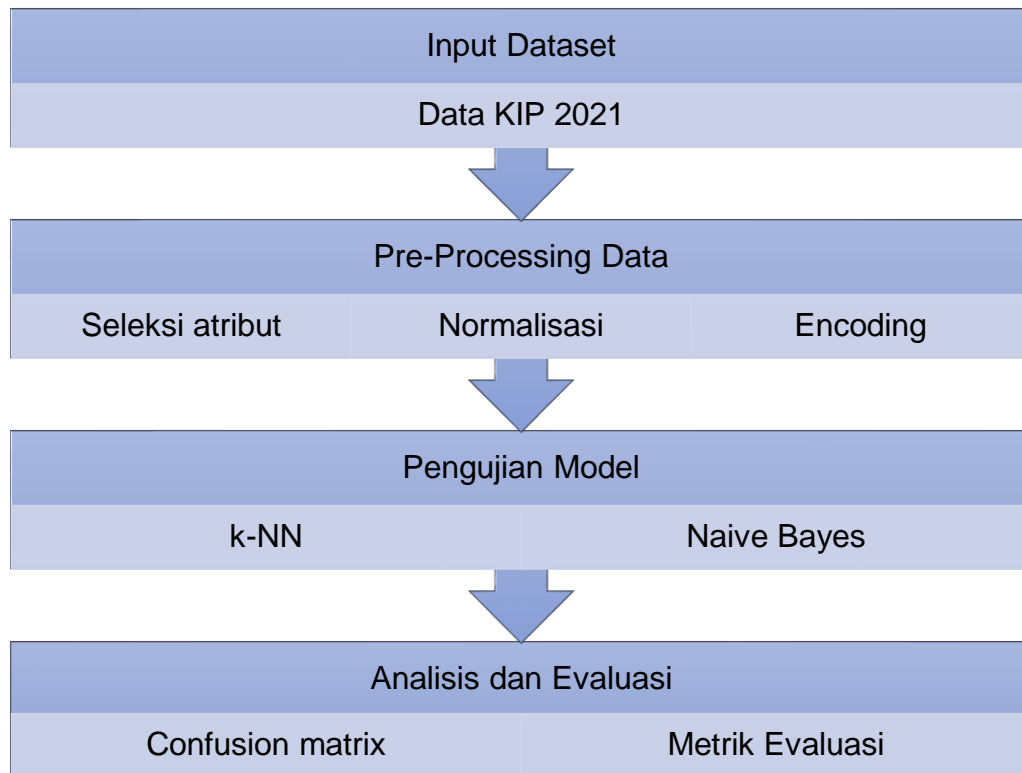 Input Dataset
Data KIP 2021
Pre-Processing Data
Seleksi atribut Normalisasi Encoding
Pengujian Model
k-NN Naive Bayes
Analisis dan Evaluasi
Confusion matrix Metrik Evaluasi